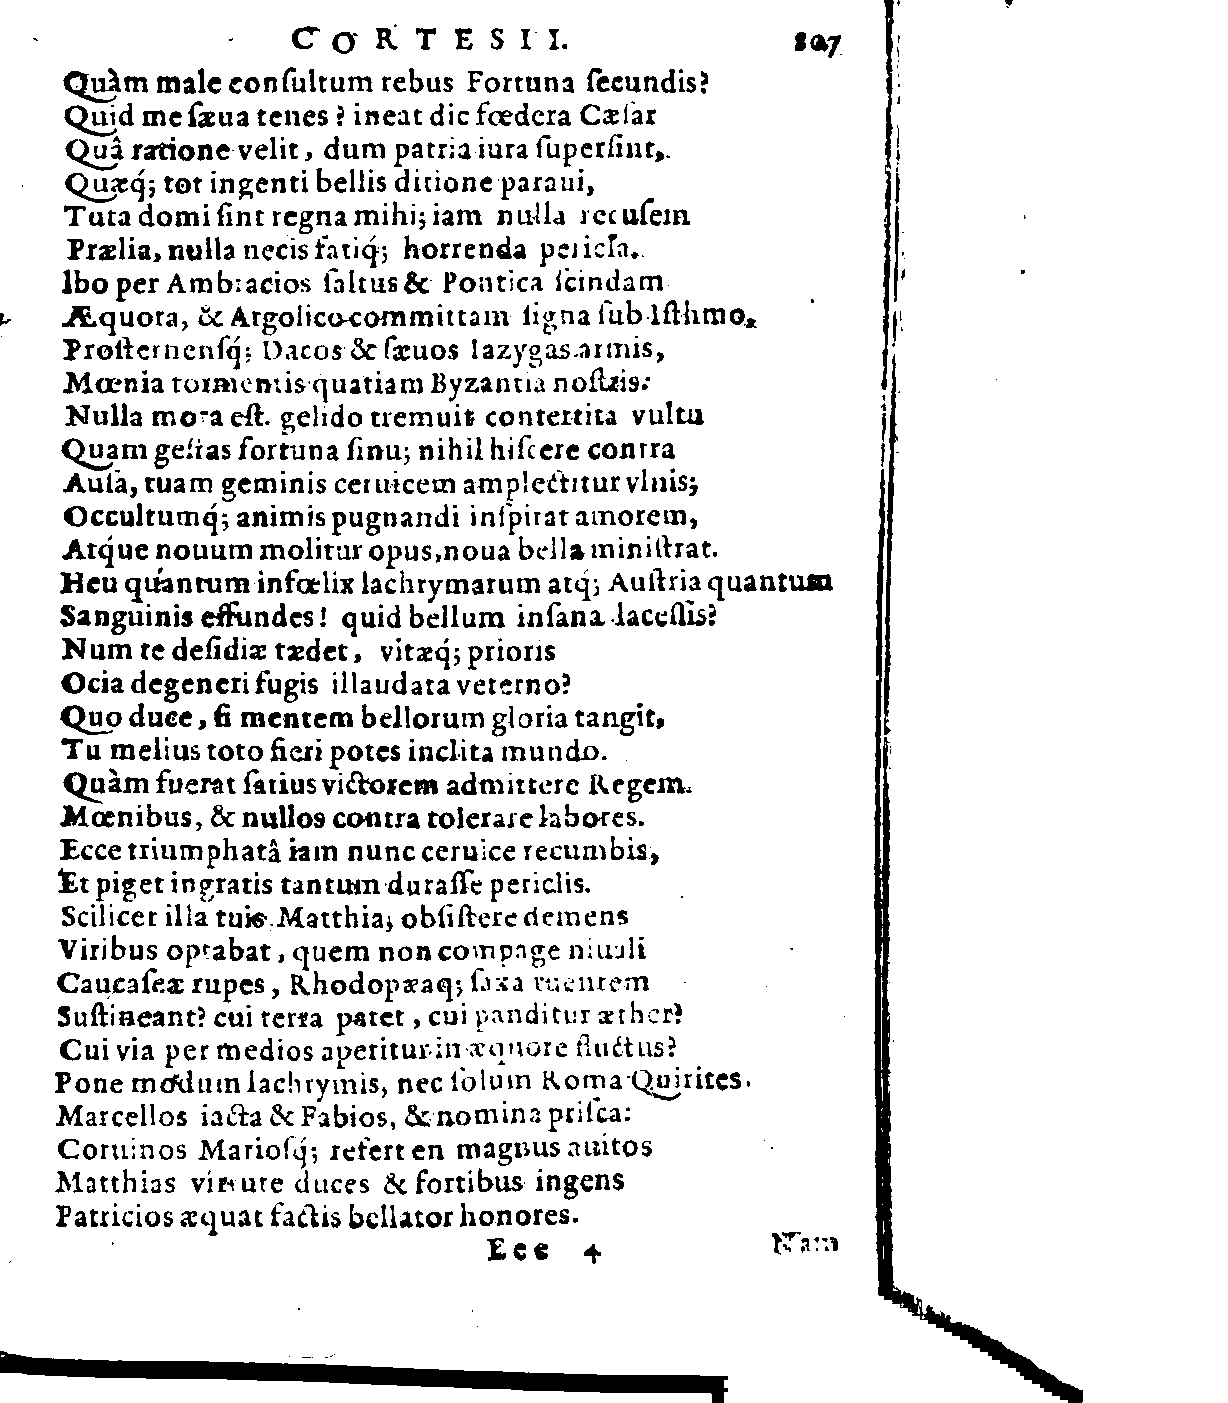 CORTESII. 807
Quàm male conſultum rebus Fortuna ſecundis?
Quid me ſæua tenes? ineat dic fœdera Cæſar
Quâ ratione velit, dum patria iura ſuperſint,
Quæq́; tot ingenti bellis ditione paraui,
Tuta domi ſint regna mihi; iam nulla recuſem
Prælia, nulla necis fatiq́; horrenda pericla.
Ibo per Ambracios ſaltus & Pontica ſcindam
Æquora, & Argolico committam ſigna ſub Iſthmo,
Proſternenſq́; Dacos & ſæuos Iazygas armis,
Mœnia tormentis quatiam Byzantia noſtris.
Nulla mora eſt. gelido tremuit conterrita vultu
Quam geſtas fortuna ſinu; nihil hiſcere contra
Auſa, tuam geminis ceruicem amplectitur vlnis;
Occultumq́; animis pugnandi inſpirat amorem,
Atq́ue nouum molitur opus, noua bella miniſtrat.
Heu quantum infœlix lachrymarum atq́; Auſtria quantum
Sanguinis effundes! quid bellum inſana laceſſis?
Num te deſidiæ tædet, vitæq́; prioris
Ocia degeneri fugis illaudata veterno?
Quo duce, ſi mentem bellorum gloria tangit,
Tu melius toto fieri potes inclita mundo.
Quàm fuerat ſatius victorem admittere Regem
Mœnibus, & nullos contra tolerare labores.
Ecce triumphatâ iam nunc ceruice recumbis,
Et piget ingratis tantum duraſſe periclis.
Scilicet illa tuis Matthia, obſiſtere demens
Viribus optabat, quem non compage niuali
Caucaſeæ rupes, Rhodopæaq; ſaxa ruentem
Suſtineant? cui terra patet, cui panditur æther?
Cui via per medios aperitur in æquore fluctus?
Pone modum lachrymis, nec ſolum Roma Quirites.
Marcellos iacta & Fabios, & nomina priſca:
Coruinos Marioſq́; refert en magnus auitos
Matthias virtute duces & fortibus ingens
Patricios æquat factis bellator honores.
Eee 4 Nam